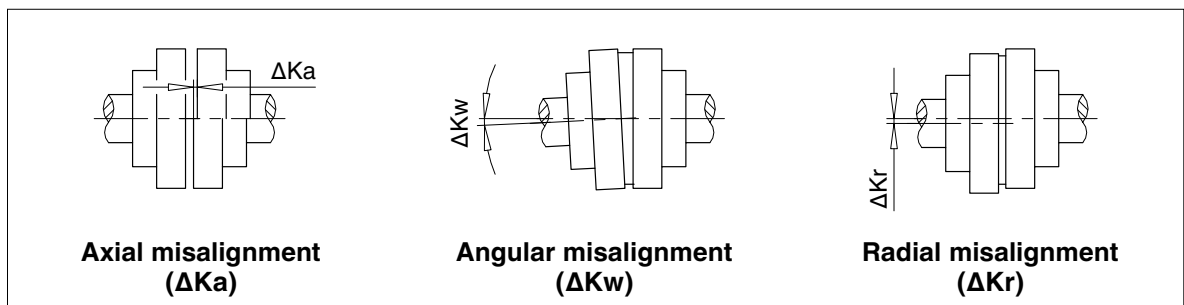 ΔKa
ΔKw
ΔKr
Axial misalignment
(ΔKa)
Angular misalignment
(ΔKw)
Radial misalignment
(ΔKr)